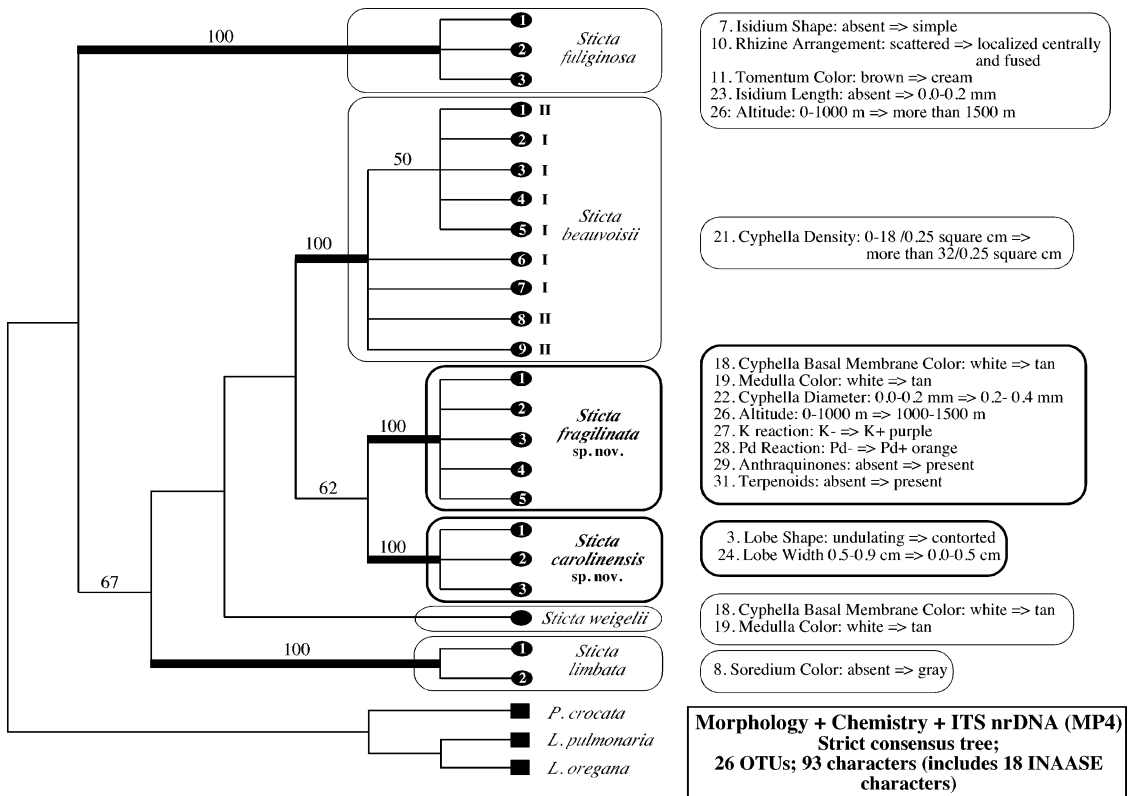 100
1
2
3
Sticta
fuliginosa
7. Isidium Shape: absent => simple
10. Rhizine Arrangement: scattered => localized centrally
and fused
11. Tomentum Color: brown => cream
23. Isidium Length: absent => 0.0-0.2 mm
26: Altitude: 0-1000 m => more than 1500 m
100
50
1 II
2 I
3 I
4 I
5 I
6 I
7 I
8 II
9 II
Sticta
beauvoisii
21. Cyphella Density: 0-18 /0.25 square cm =>
more than 32/0.25 square cm
62
100
1
2
3
4
5
Sticta
fragilinata
sp. nov.
18. Cyphella Basal Membrane Color: white => tan
19. Medulla Color: white => tan
22. Cyphella Diameter: 0.0-0.2 mm => 0.2- 0.4 mm
26. Altitude: 0-1000 m => 1000-1500 m
27. K reaction: K- => K+ purple
28. Pd Reaction: Pd- => Pd+ orange
29. Anthraquinones: absent => present
31. Terpenoids: absent => present
100
1
2
3
Sticta
carolinensis
sp. nov.
3. Lobe Shape: undulating => contorted
24. Lobe Width 0.5-0.9 cm => 0.0-0.5 cm
67
Sticta weigelii
18. Cyphella Basal Membrane Color: white => tan
19. Medulla Color: white => tan
100
1
2
Sticta
limbata
8. Soredium Color: absent => gray
P. crocata
L. pulmonaria
L. oregana
Morphology + Chemistry + ITS nrDNA (MP4)
Strict consensus tree;
26 OTUs; 93 characters (includes 18 INAASE
characters)